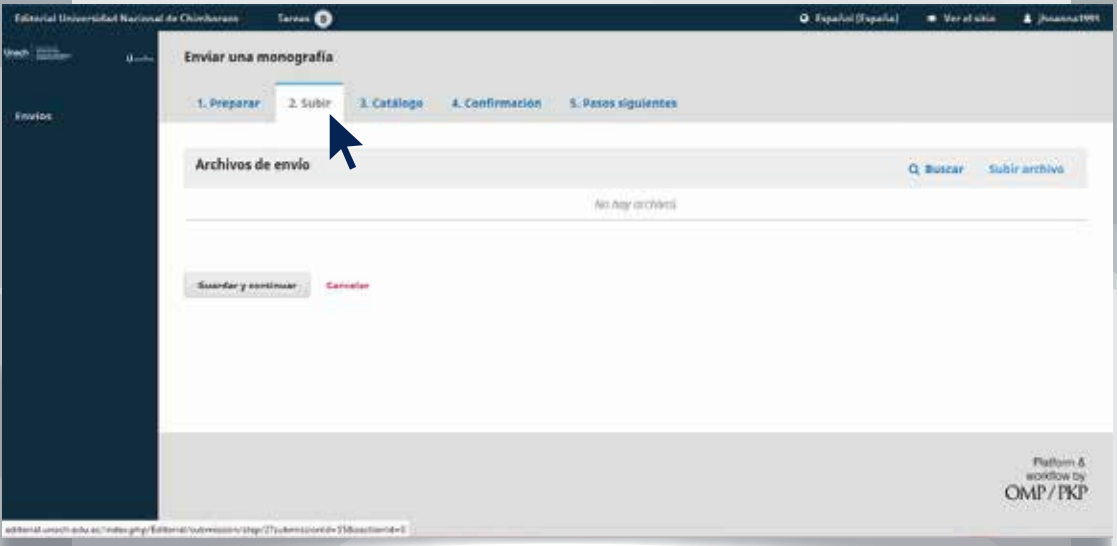 Editorial Universidad Nacional de Chimborazo Tareas 0 Español (España) Ver el sitio
Unach
Envíos
Enviar una monografía
1. Preparar 2. Subir 3. Catálogo 4. Confirmación 5. Pasos siguientes
Archivos de envío
Buscar Subir archivo
No hay archivos
Guardar y continuar Cancelar
Platform &
workflow by
OMP / PKP